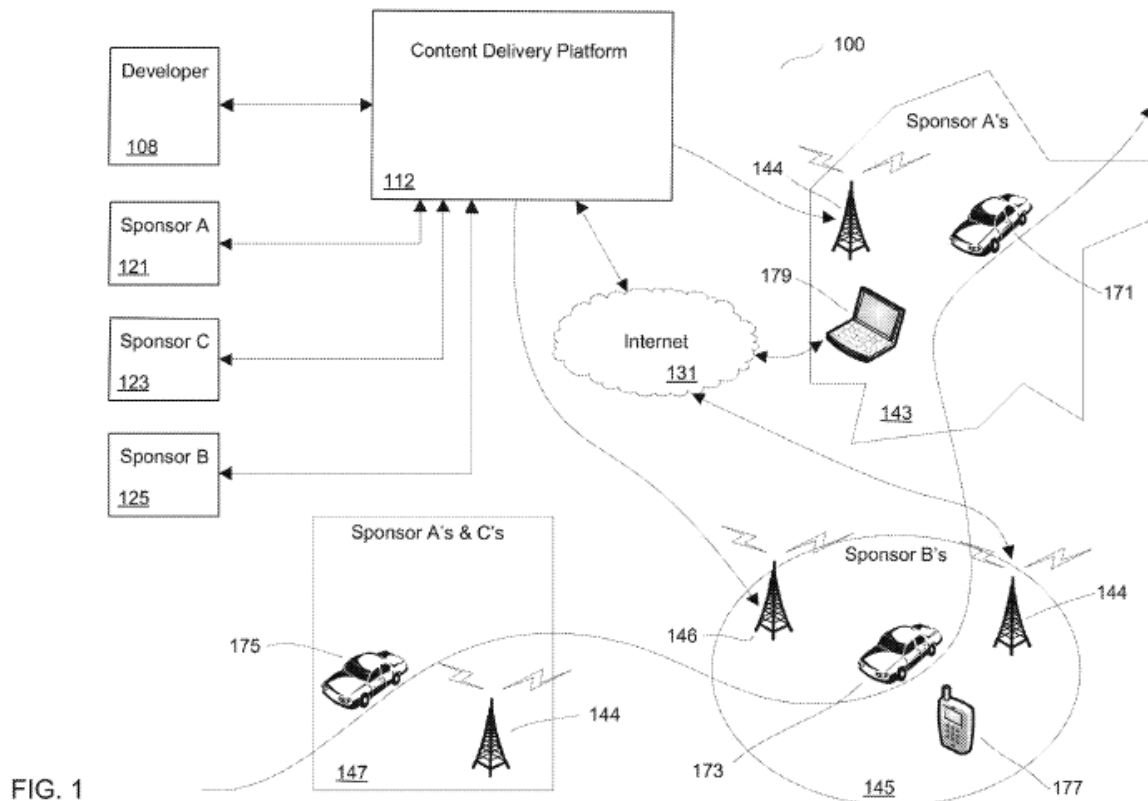 Content Delivery Platform
112
100
Developer
108
Sponsor A
121
Sponsor C
123
Sponsor B
125
Sponsor A's
144
171
179
143
Internet
131
Sponsor A's & C's
175
144
147
Sponsor B's
146
144
173
177
145
FIG. 1